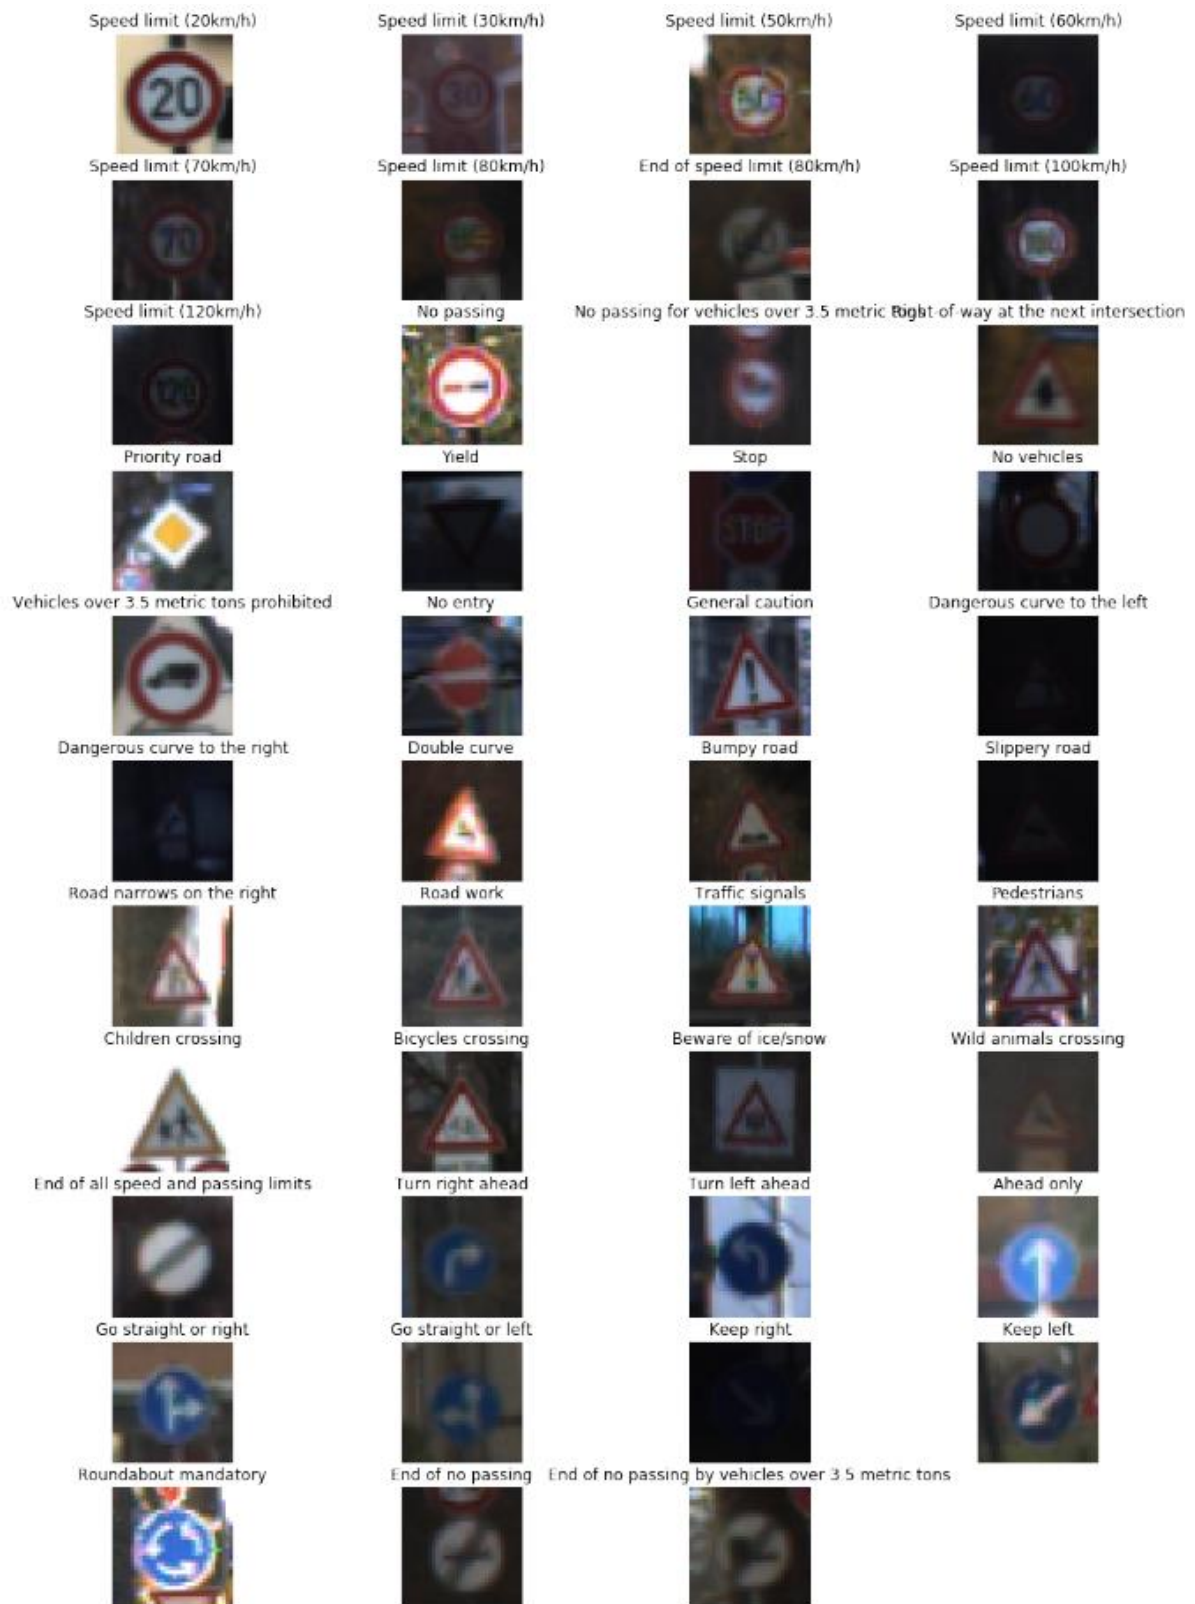 Speed limit (20km/h) Speed limit (30km/h) Speed limit (50km/h) Speed limit (60km/h)
20 30 60
Speed limit (70km/h) Speed limit (80km/h) End of speed limit (80km/h) Speed limit (100km/h)
70
Speed limit (120km/h) No passing No passing for vehicles over 3.5 metric tons Right-of-way at the next intersection
120
Priority road Yield Stop No vehicles
STOP
Vehicles over 3.5 metric tons prohibited No entry General caution Dangerous curve to the left
Dangerous curve to the right Double curve Bumpy road Slippery road
Road narrows on the right Road work Traffic signals Pedestrians
Children crossing Bicycles crossing Beware of ice/snow Wild animals crossing
End of all speed and passing limits Turn right ahead Turn left ahead Ahead only
Go straight or right Go straight or left Keep right Keep left
Roundabout mandatory End of no passing End of no passing by vehicles over 3.5 metric tons